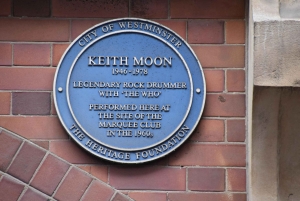 CITY OF WESTMINSTER
KEITH MOON
1946-1978
LEGENDARY ROCK DRUMMER
WITH 'THE WHO'
PERFORMED HERE AT
THE SITE OF THE
MARQUEE CLUB
IN THE 1960s
THE HERITAGE FOUNDATION